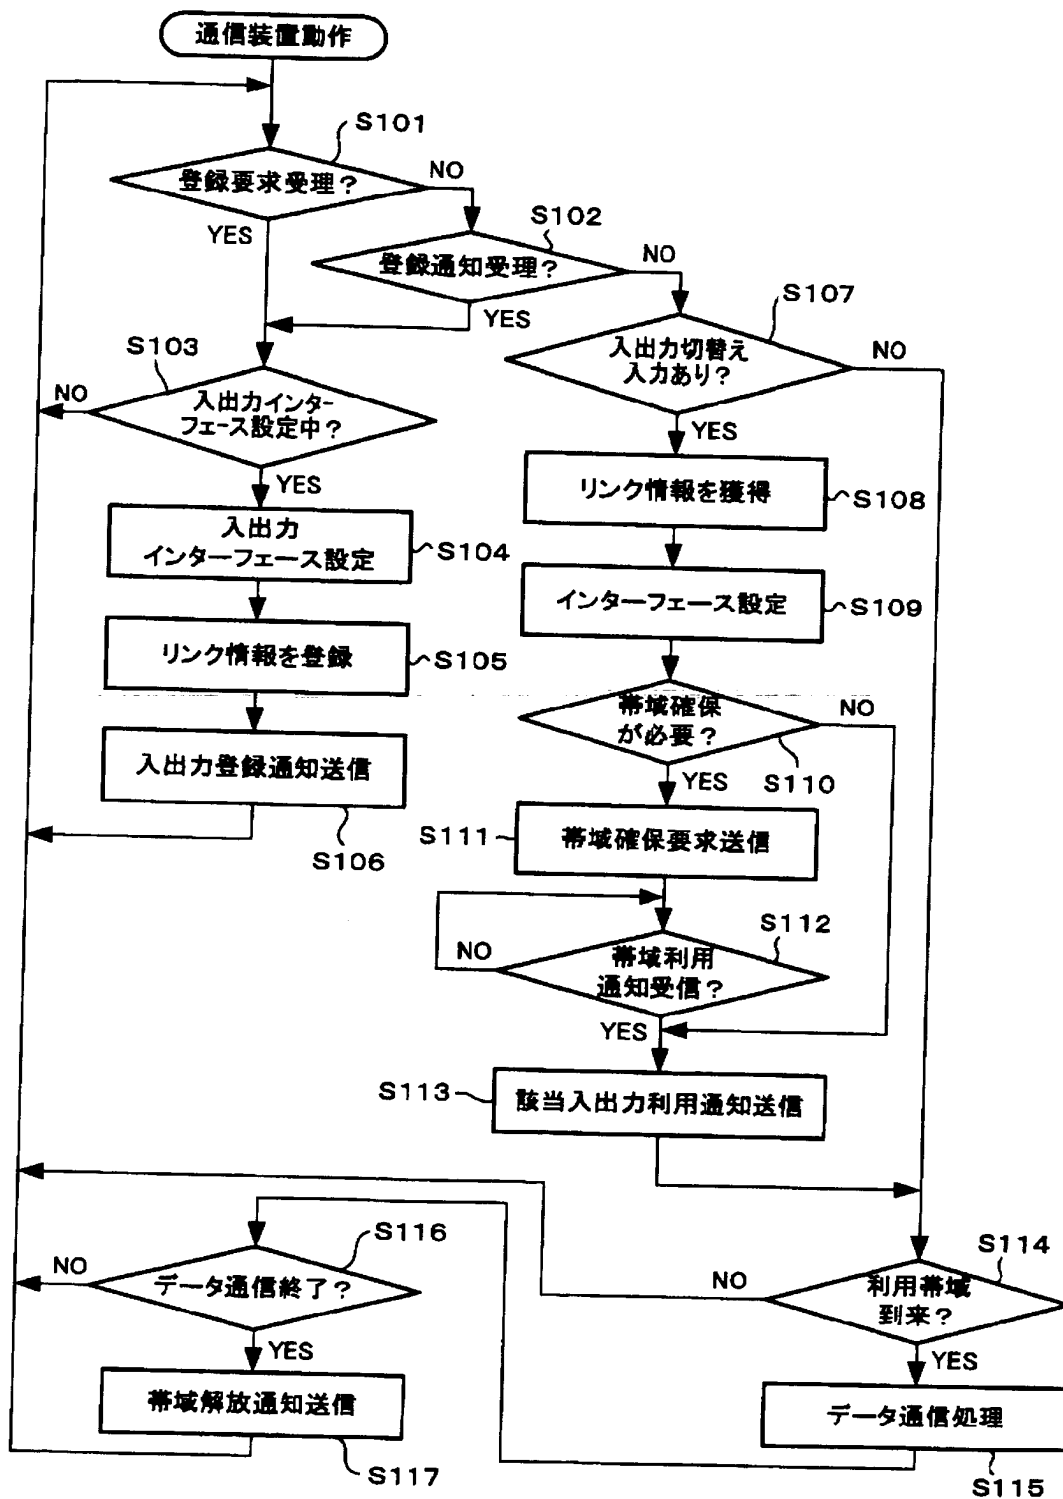 通信装置動作
S101
登録要求受理？
NO
YES
S102
登録通知受理？
NO
YES
S107
入出力切替え
入力あり？
NO
YES
S103
入出力インター
フェース設定中？
NO
YES
リンク情報を獲得
S108
入出力
インターフェース設定
S104
インターフェース設定
S109
リンク情報を登録
S105
帯域確保
が必要？
NO
S110
YES
入出力登録通知送信
S106
S111
帯域確保要求送信
S112
帯域利用
通知受信？
NO
YES
S113
該当入出力利用通知送信
S116
データ通信終了？
NO
YES
S114
利用帯域
到来？
NO
YES
帯域解放通知送信
S117
データ通信処理
S115